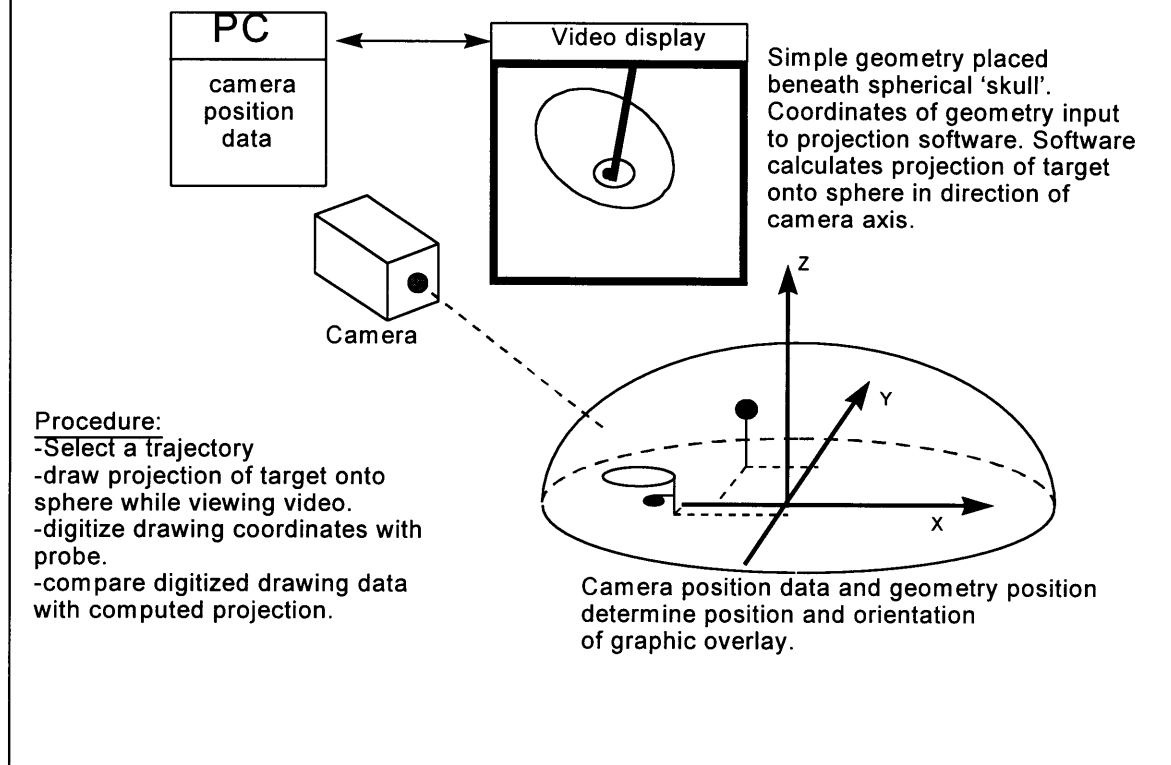 PC
camera
position
data
Video display
Simple geometry placed
beneath spherical ‘skull’.
Coordinates of geometry input
to projection software. Software
calculates projection of target
onto sphere in direction of
camera axis.
Camera
Z
Y
X
Procedure:
-Select a trajectory
-draw projection of target onto
sphere while viewing video.
-digitize drawing coordinates with
probe.
-compare digitized drawing data
with computed projection.
Camera position data and geometry position
determine position and orientation
of graphic overlay.